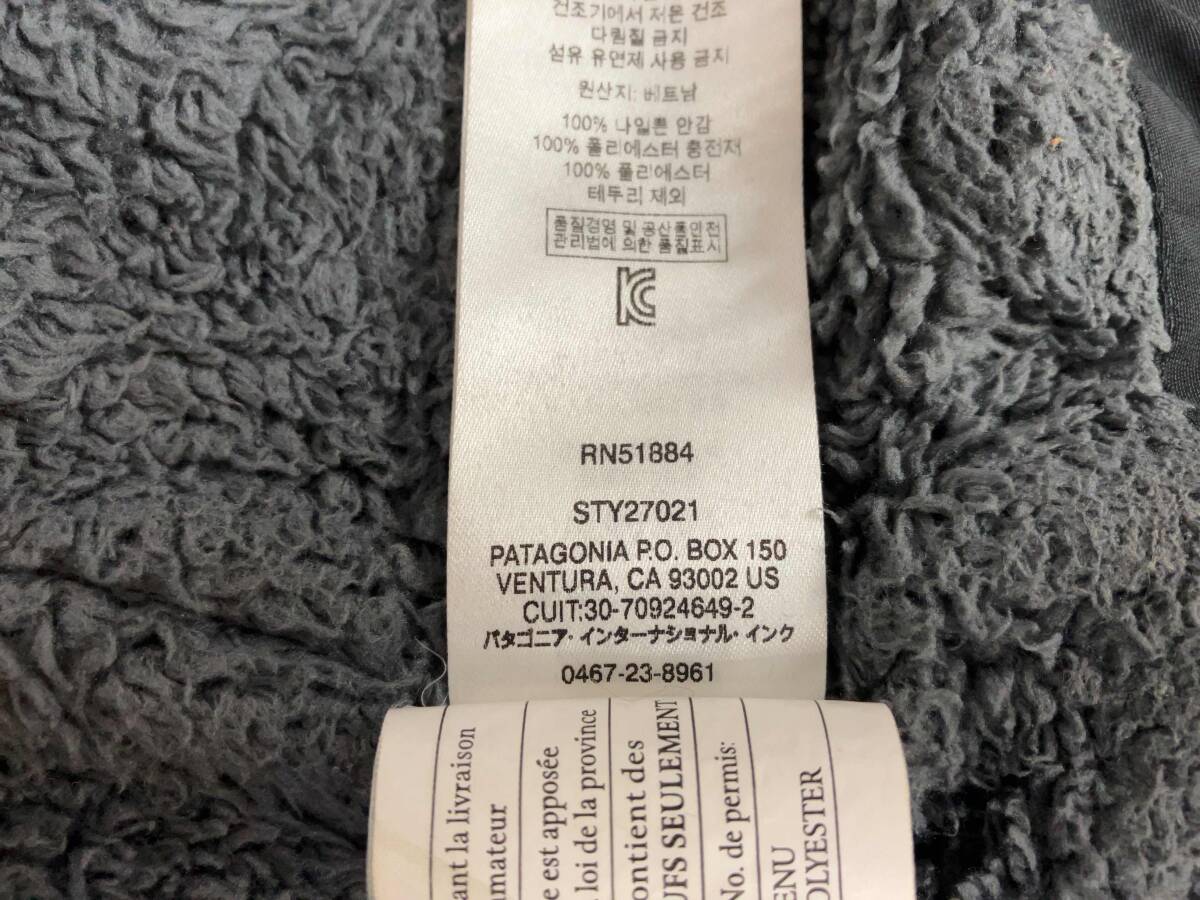 건조기에서 저온 건조
다림질 금지
섬유 유연제 사용 금지
원산지: 베트남
100% 나일론 안감
100% 폴리에스터 충전재
100% 폴리에스터
테두리 제외
품질경영 및 공산품안전
관리법에 의한 품질표시
RN51884
STY27021
PATAGONIA P.O. BOX 150
VENTURA, CA 93002 US
CUIT:30-70924649-2
パタゴニア・インターナショナル・インク
0467-23-8961
ant la livraison
mmateur
e est apposée
loi de la province
ontient des
UFS SEULEMENT
No. de permis:
ENU
OLYESTER